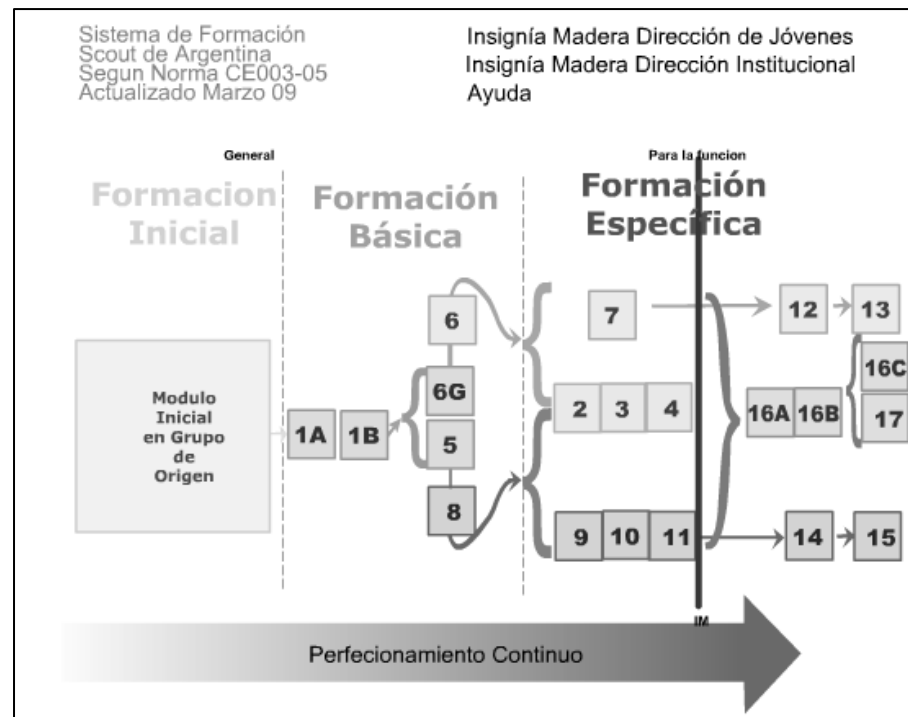 Sistema de Formación
Scout de Argentina
Segun Norma CE003-05
Actualizado Marzo 09
Insignía Madera Dirección de Jóvenes
Insignía Madera Dirección Institucional
Ayuda
General
Para la funcion
Formacion
Inicial
Formación
Básica
Formación
Específica
6
7
12
13
Modulo
Inicial
en Grupo
de
Origen
1A
1B
6G
5
8
2
3
4
16A
16B
16C
17
9
10
11
14
15
IM
Perfecionamiento Continuo